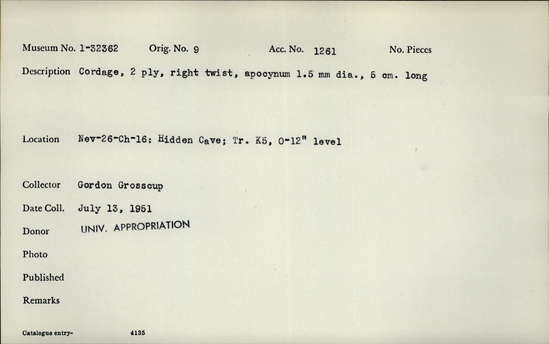 Museum No. 1-32362 Orig. No. 9 Acc. No. 1261 No. Pieces
Description Cordage, 2 ply, right twist, apocynum 1.5 mm dia., 5 cm. long
Location Nev-26-Ch-16: Hidden Cave; Tr. K5, 0-12" level
Collector Gordon Grosscup
Date Coll. July 13, 1951
Donor UNIV. APPROPRIATION
Photo
Published
Remarks
Catalogue entry- 4135